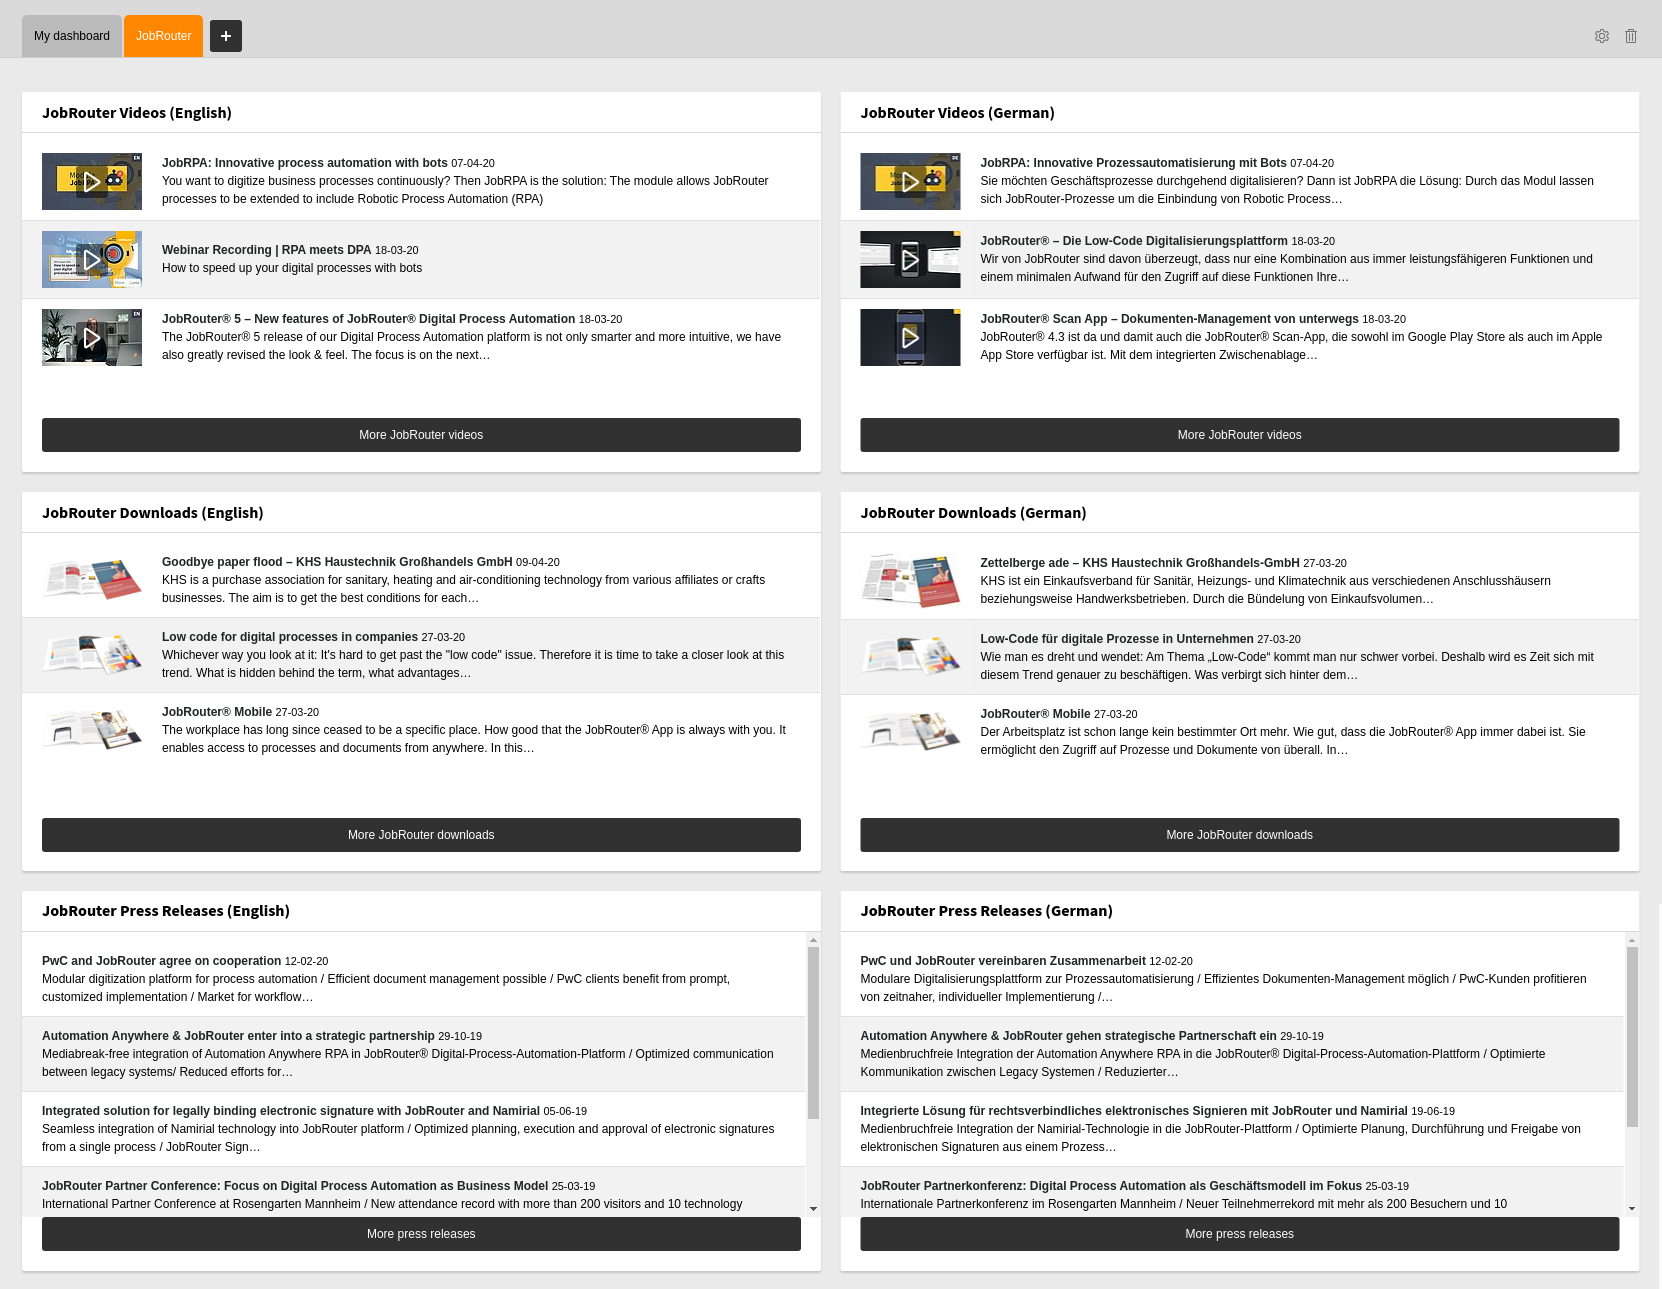 My dashboard
JobRouter
+
JobRouter Videos (English)
JobRPA: Innovative process automation with bots 07-04-20
You want to digitize business processes continuously? Then JobRPA is the solution: The module allows JobRouter
processes to be extended to include Robotic Process Automation (RPA)
Webinar Recording | RPA meets DPA 18-03-20
How to speed up your digital processes with bots
JobRouter® 5 – New features of JobRouter® Digital Process Automation 18-03-20
The JobRouter® 5 release of our Digital Process Automation platform is not only smarter and more intuitive, we have
also greatly revised the look & feel. The focus is on the next…
More JobRouter videos
JobRouter Videos (German)
JobRPA: Innovative Prozessautomatisierung mit Bots 07-04-20
Sie möchten Geschäftsprozesse durchgehend digitalisieren? Dann ist JobRPA die Lösung: Durch das Modul lassen
sich JobRouter-Prozesse um die Einbindung von Robotic Process…
JobRouter® – Die Low-Code Digitalisierungsplattform 18-03-20
Wir von JobRouter sind davon überzeugt, dass nur eine Kombination aus immer leistungsfähigeren Funktionen und
einem minimalen Aufwand für den Zugriff auf diese Funktionen Ihre…
JobRouter® Scan App – Dokumenten-Management von unterwegs 18-03-20
JobRouter® 4.3 ist da und damit auch die JobRouter® Scan-App, die sowohl im Google Play Store als auch im Apple
App Store verfügbar ist. Mit dem integrierten Zwischenablage…
More JobRouter videos
JobRouter Downloads (English)
Goodbye paper flood – KHS Haustechnik Großhandels GmbH 09-04-20
KHS is a purchase association for sanitary, heating and air-conditioning technology from various affiliates or crafts
businesses. The aim is to get the best conditions for each…
Low code for digital processes in companies 27-03-20
Whichever way you look at it: It's hard to get past the "low code" issue. Therefore it is time to take a closer look at this
trend. What is hidden behind the term, what advantages…
JobRouter® Mobile 27-03-20
The workplace has long since ceased to be a specific place. How good that the JobRouter® App is always with you. It
enables access to processes and documents from anywhere. In this…
More JobRouter downloads
JobRouter Downloads (German)
Zettelberge ade – KHS Haustechnik Großhandels-GmbH 27-03-20
KHS ist ein Einkaufsverband für Sanitär, Heizungs- und Klimatechnik aus verschiedenen Anschlusshäusern
beziehungsweise Handwerksbetrieben. Durch die Bündelung von Einkaufsvolumen…
Low-Code für digitale Prozesse in Unternehmen 27-03-20
Wie man es dreht und wendet: Am Thema „Low-Code“ kommt man nur schwer vorbei. Deshalb wird es Zeit sich mit
diesem Trend genauer zu beschäftigen. Was verbirgt sich hinter dem…
JobRouter® Mobile 27-03-20
Der Arbeitsplatz ist schon lange kein bestimmter Ort mehr. Wie gut, dass die JobRouter® App immer dabei ist. Sie
ermöglicht den Zugriff auf Prozesse und Dokumente von überall. In…
More JobRouter downloads
JobRouter Press Releases (English)
PwC and JobRouter agree on cooperation 12-02-20
Modular digitization platform for process automation / Efficient document management possible / PwC clients benefit from prompt,
customized implementation / Market for workflow…
Automation Anywhere & JobRouter enter into a strategic partnership 29-10-19
Mediabreak-free integration of Automation Anywhere RPA in JobRouter® Digital-Process-Automation-Platform / Optimized communication
between legacy systems/ Reduced efforts for…
Integrated solution for legally binding electronic signature with JobRouter and Namirial 05-06-19
Seamless integration of Namirial technology into JobRouter platform / Optimized planning, execution and approval of electronic signatures
from a single process / JobRouter Sign…
JobRouter Partner Conference: Focus on Digital Process Automation as Business Model 25-03-19
International Partner Conference at Rosengarten Mannheim / New attendance record with more than 200 visitors and 10 technology
More press releases
JobRouter Press Releases (German)
PwC und JobRouter vereinbaren Zusammenarbeit 12-02-20
Modulare Digitalisierungsplattform zur Prozessautomatisierung / Effizientes Dokumenten-Management möglich / PwC-Kunden profitieren
von zeitnaher, individueller Implementierung /…
Automation Anywhere & JobRouter gehen strategische Partnerschaft ein 29-10-19
Medienbruchfreie Integration der Automation Anywhere RPA in die JobRouter® Digital-Process-Automation-Plattform / Optimierte
Kommunikation zwischen Legacy Systemen / Reduzierter…
Integrierte Lösung für rechtsverbindliches elektronisches Signieren mit JobRouter und Namirial 19-06-19
Medienbruchfreie Integration der Namirial-Technologie in die JobRouter-Plattform / Optimierte Planung, Durchführung und Freigabe von
elektronischen Signaturen aus einem Prozess…
JobRouter Partnerkonferenz: Digital Process Automation als Geschäftsmodell im Fokus 25-03-19
Internationale Partnerkonferenz im Rosengarten Mannheim / Neuer Teilnehmerrekord mit mehr als 200 Besuchern und 10
More press releases